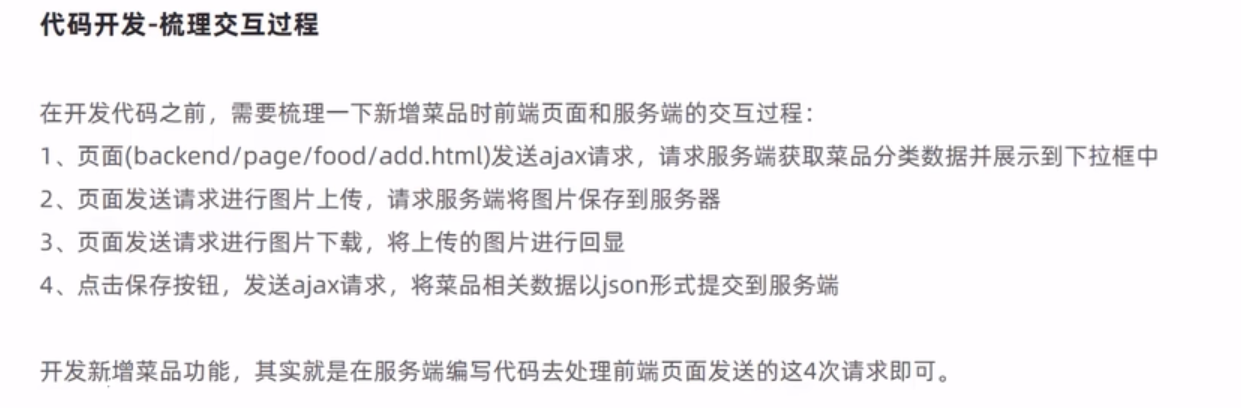 代码开发-梳理交互过程
在开发代码之前，需要梳理一下新增菜品时前端页面和服务端的交互过程：
1、页面(backend/page/food/add.html)发送ajax请求，请求服务端获取菜品分类数据并展示到下拉框中
2、页面发送请求进行图片上传，请求服务端将图片保存到服务器
3、页面发送请求进行图片下载，将上传的图片进行回显
4、点击保存按钮，发送ajax请求，将菜品相关数据以json形式提交到服务端
开发新增菜品功能，其实就是在服务端编写代码去处理前端页面发送的这4次请求即可。